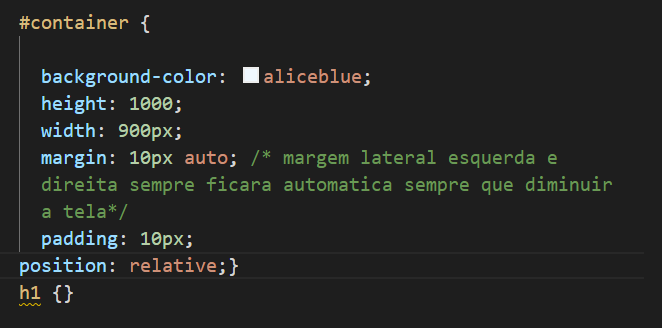 #container {
background-color: aliceblue;
height: 1000;
width: 900px;
margin: 10px auto; /* margem lateral esquerda e
direita sempre ficara automatica sempre que diminuir
a tela*/
padding: 10px;
position: relative;}
h1 {}